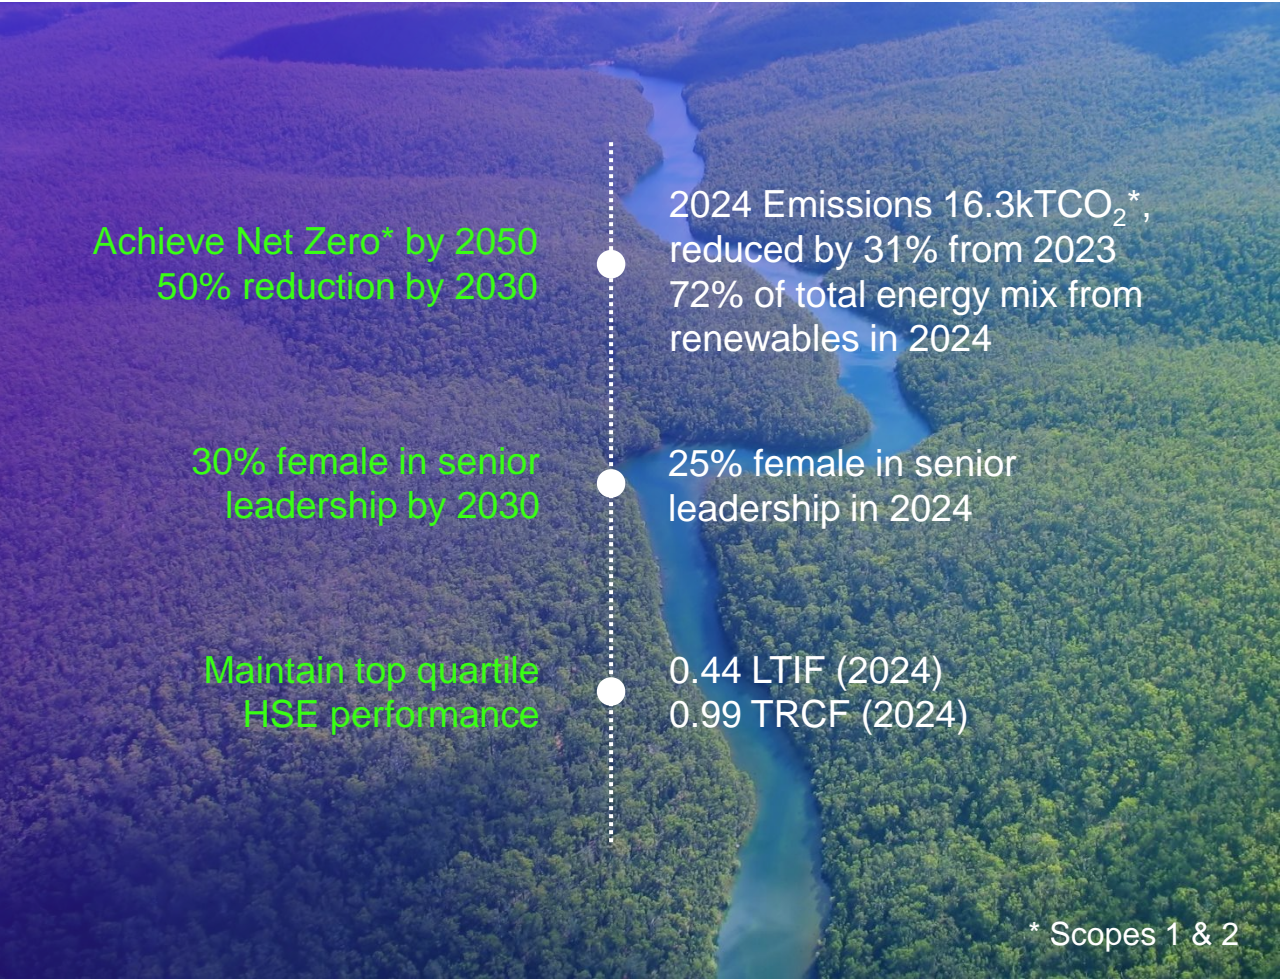 Achieve Net Zero* by 2050
50% reduction by 2030
2024 Emissions 16.3kTCO₂*,
reduced by 31% from 2023
72% of total energy mix from
renewables in 2024
30% female in senior
leadership by 2030
25% female in senior
leadership in 2024
Maintain top quartile
HSE performance
0.44 LTIF (2024)
0.99 TRCF (2024)
* Scopes 1 & 2